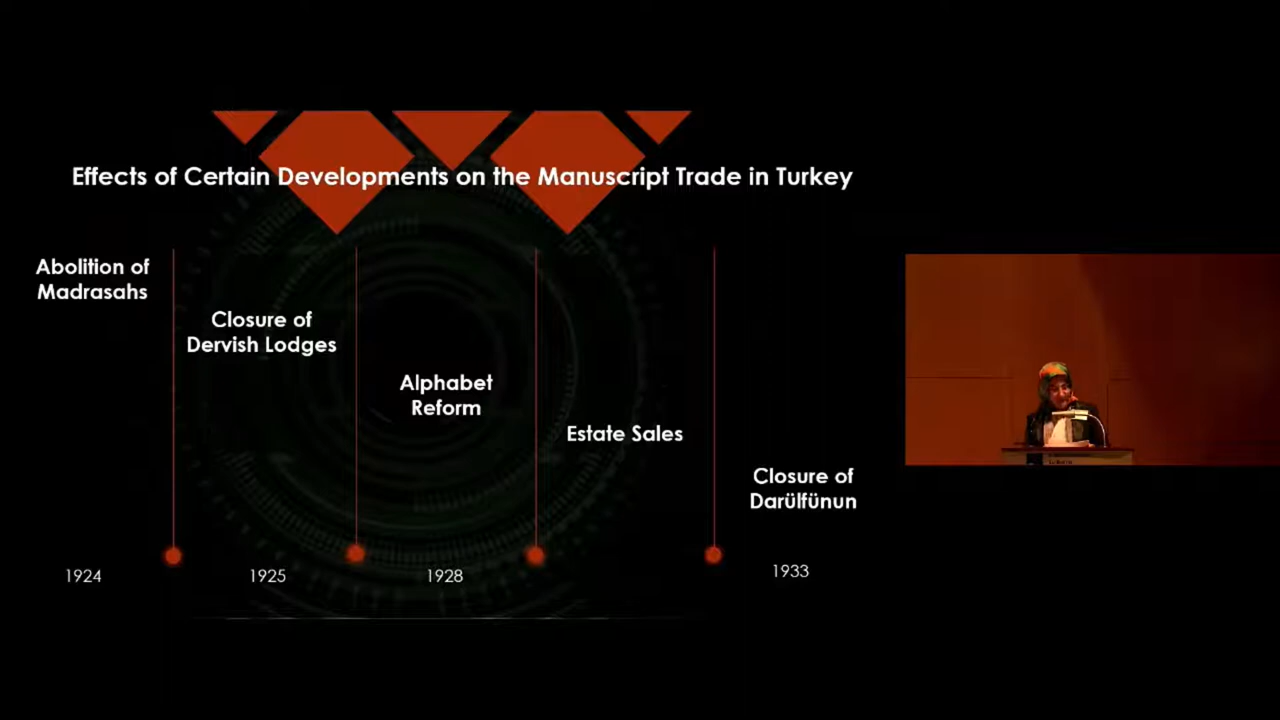 Effects of Certain Developments on the Manuscript Trade in Turkey
Abolition of
Madrasahs
Closure of
Dervish Lodges
Alphabet
Reform
Estate Sales
Closure of
Darülfünun
1924
1925
1928
1933